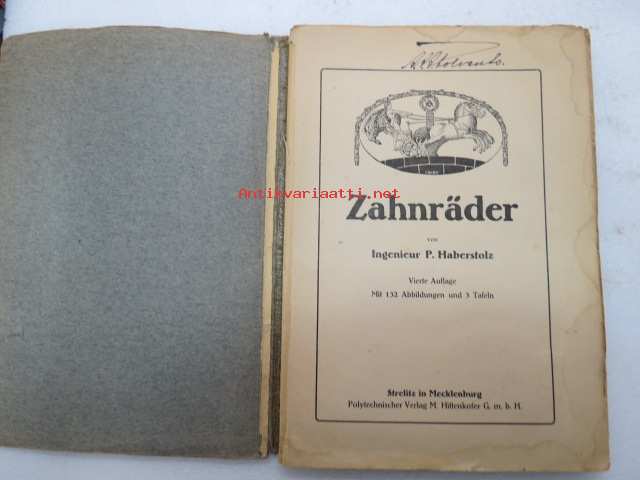 Antikvariaatti.net
Zahnräder
von
Ingenieur P. Haberstolz
Vierte Auflage
Mit 132 Abbildungen und 3 Tafeln
Strelitz in Mecklenburg
Polytechnischer Verlag M. Hittenkofer G. m. b. H.